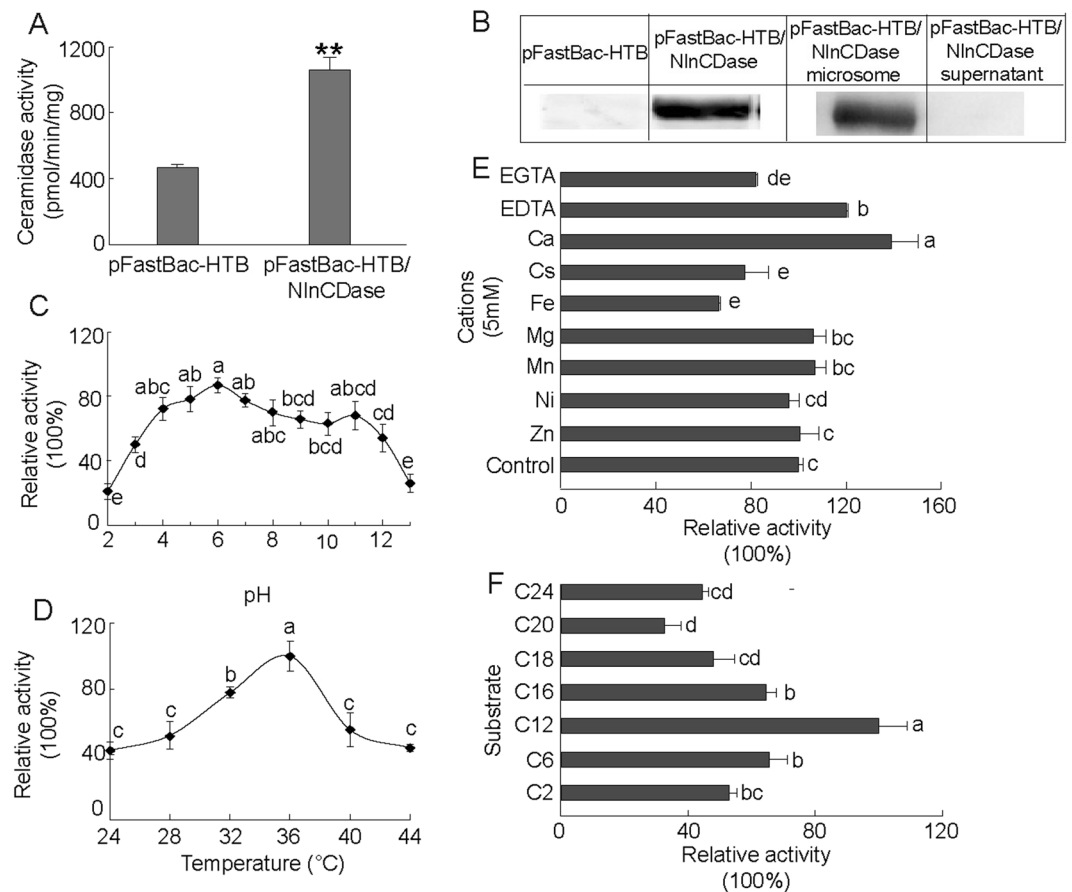 A
Ceramidase activity
(pmol/min/mg)
1200
800
400
0
**
pFastBac-HTB
pFastBac-HTB/
NlnCDase
B
pFastBac-HTB
pFastBac-HTB/
NlnCDase
pFastBac-HTB/
NlnCDase
microsome
pFastBac-HTB/
NlnCDase
supernatant
C
Relative activity
(100%)
120
80
40
0
e
d
abc
ab
a
ab
abc
bcd
bcd
abcd
cd
e
2 4 6 8 10 12
pH
D
Relative activity
(100%)
120
80
40
0
c
c
b
a
c
c
24 28 32 36 40 44
Temperature (°C)
E
Cations
(5mM)
EGTA de
EDTA b
Ca a
Cs e
Fe e
Mg bc
Mn bc
Ni cd
Zn c
Control c
0 40 80 120 160
Relative activity
(100%)
F
Substrate
C24 cd -
C20 d
C18 cd
C16 b
C12 a
C6 b
C2 bc
0 40 80 120
Relative activity
(100%)